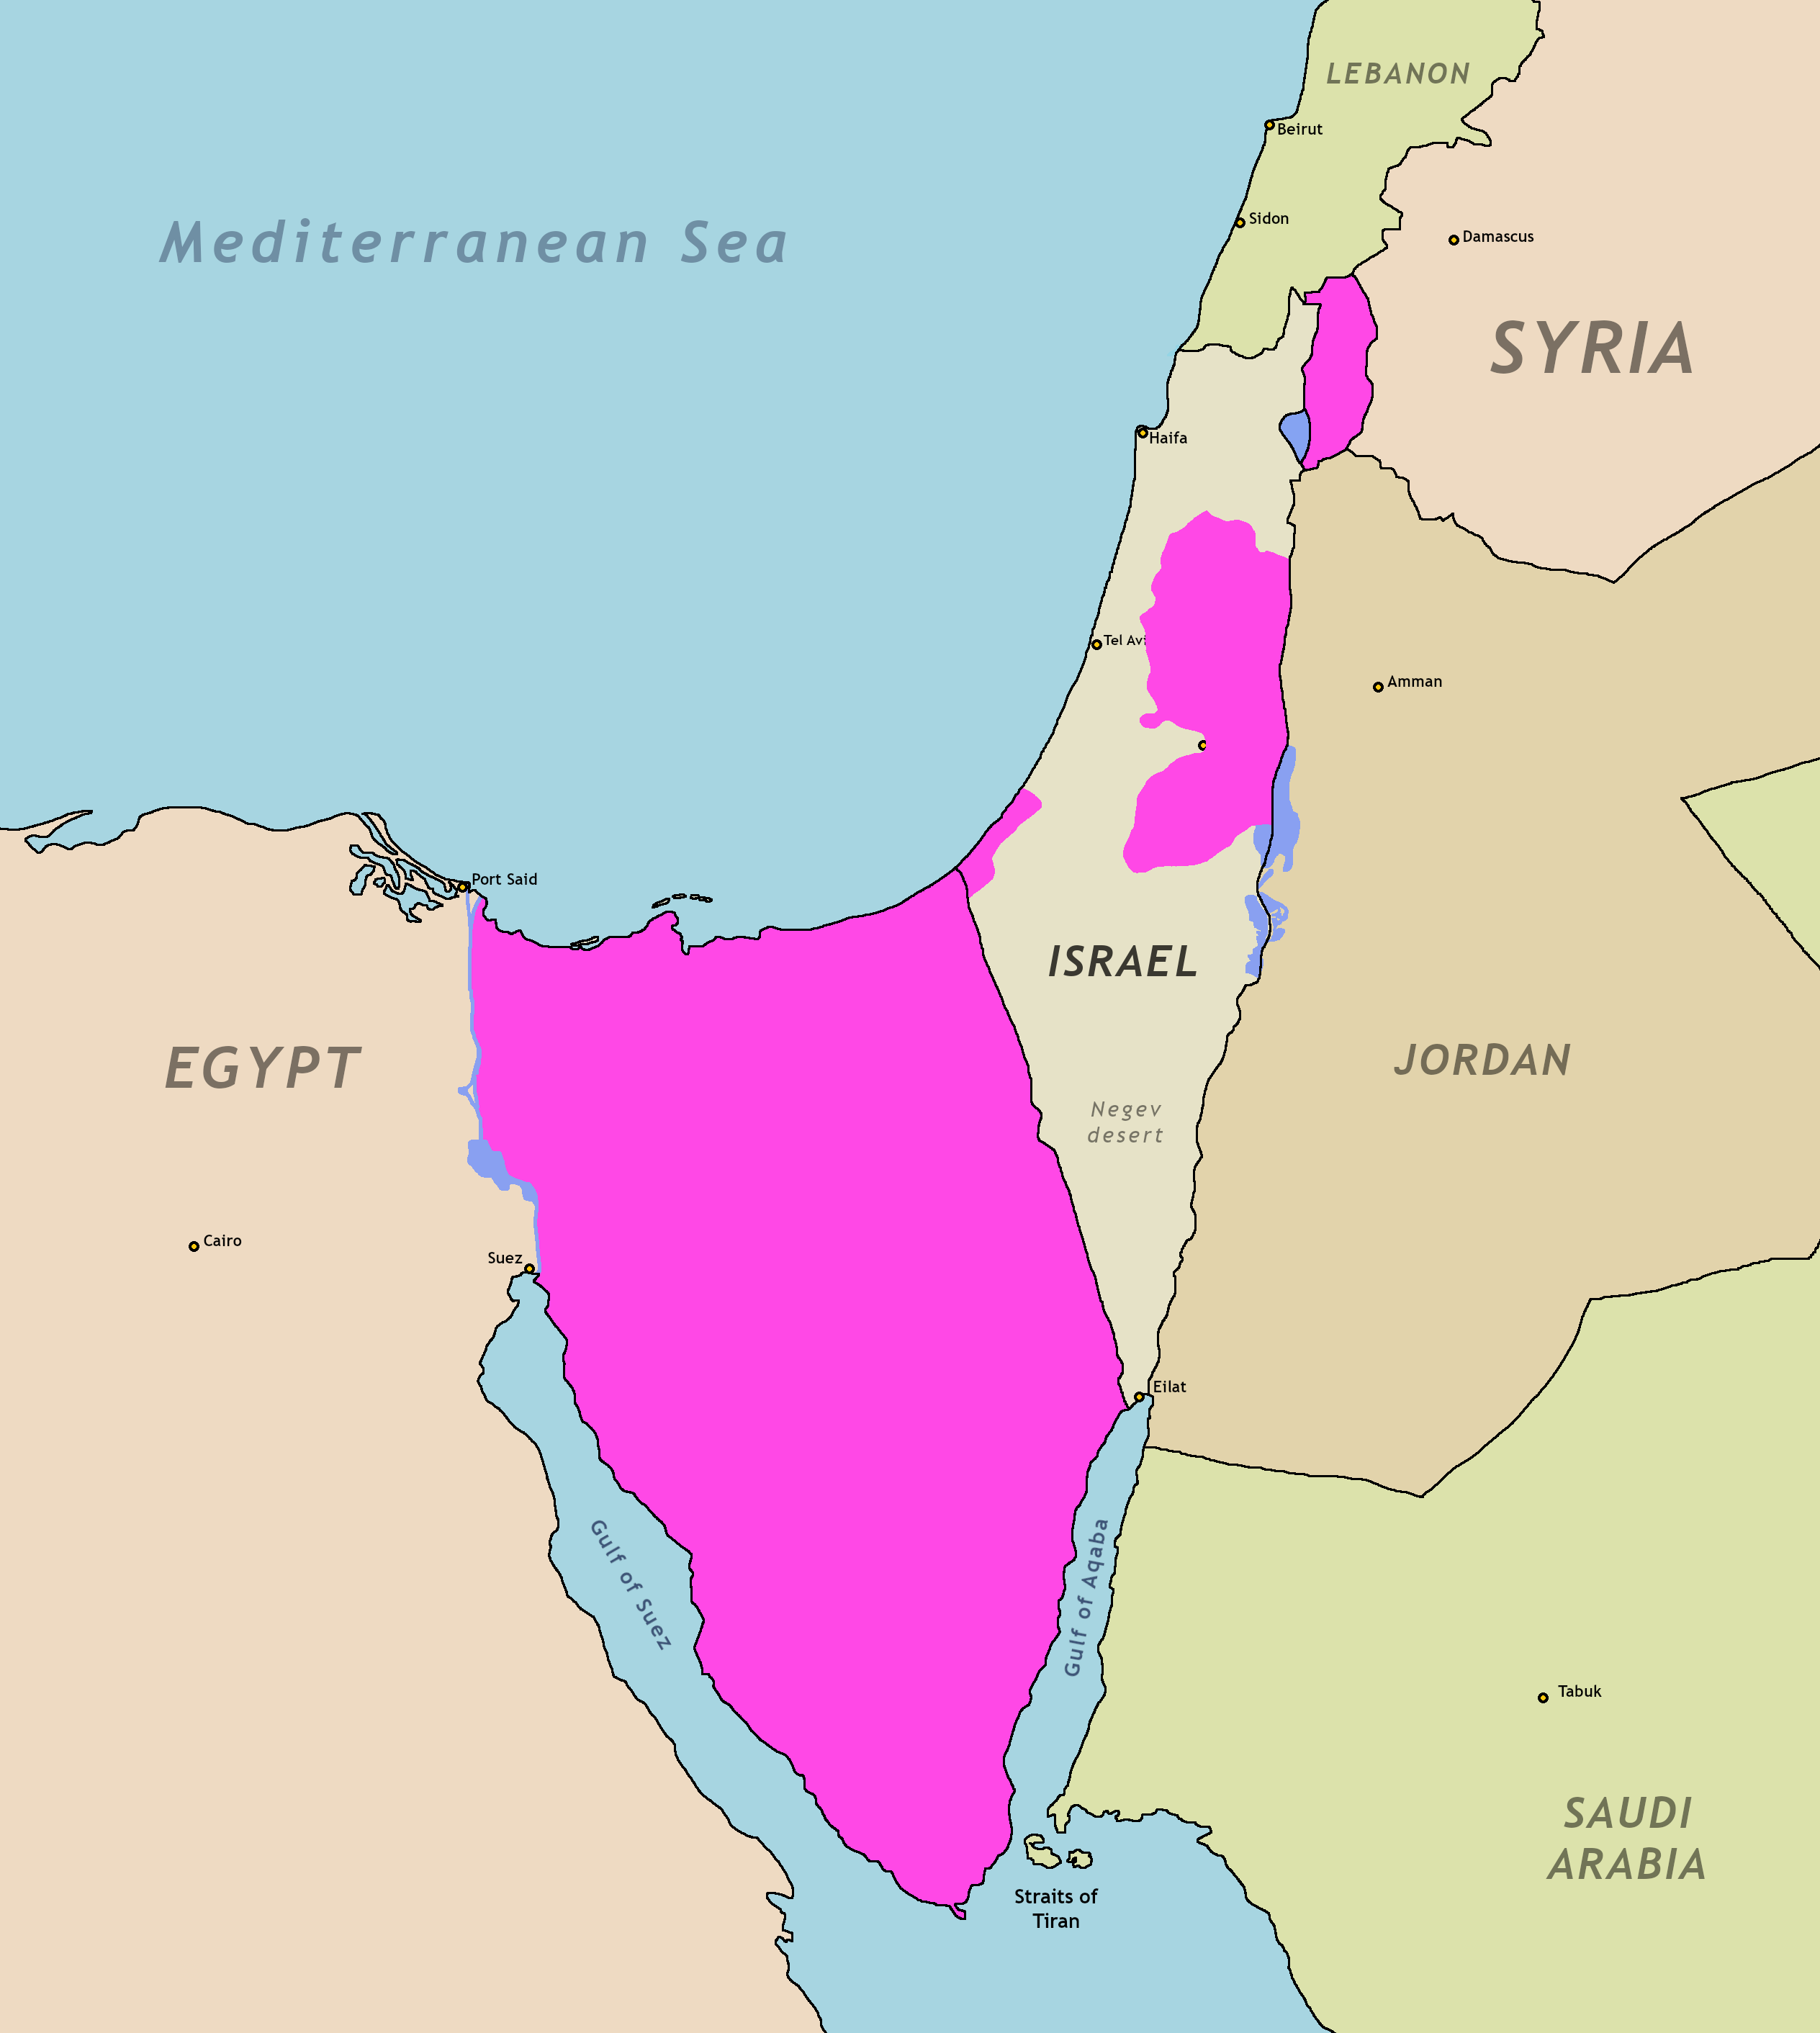 LEBANON
Beirut
Sidon
Damascus
Mediterranean Sea
SYRIA
Haifa
Tel Avi
Amman
Port Said
ISRAEL
EGYPT
JORDAN
Negev
desert
Cairo
Suez
Eilat
Gulf of Suez
Gulf of Aqaba
Tabuk
SAUDI
ARABIA
Straits of
Tiran